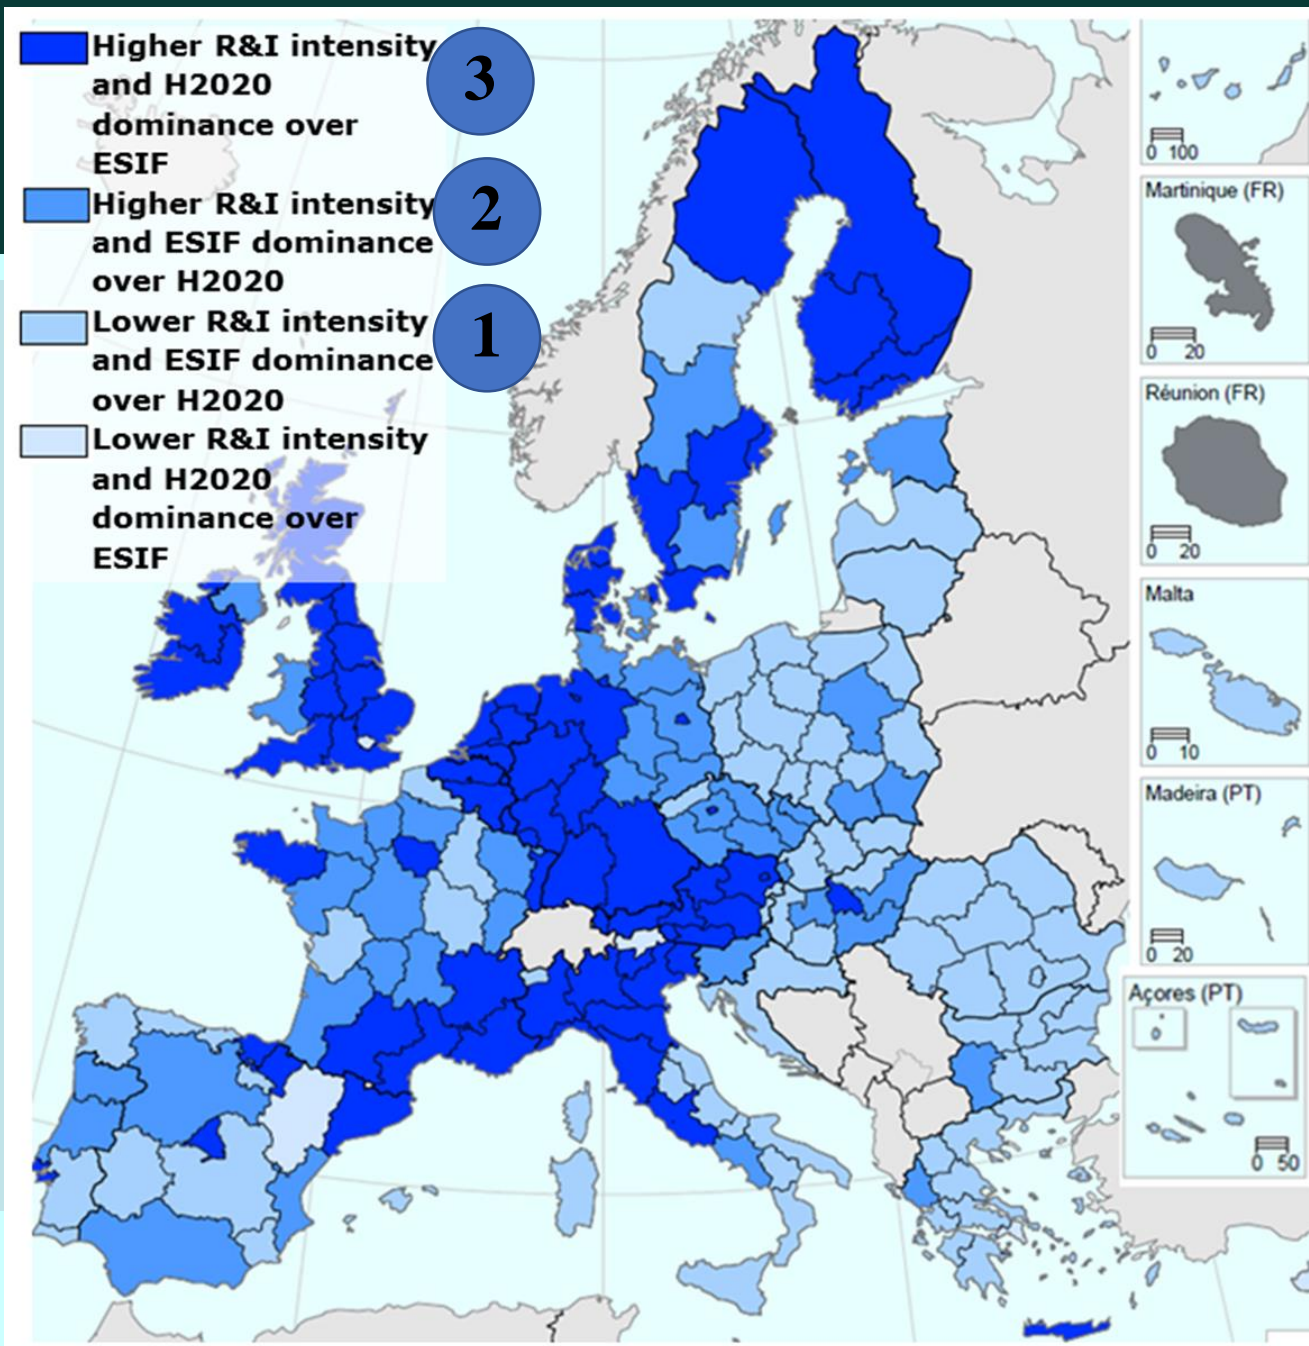 Higher R&I intensity
and H2020
dominance over
ESIF
3
Higher R&I intensity
and ESIF dominance
over H2020
2
Lower R&I intensity
and ESIF dominance
over H2020
1
Lower R&I intensity
and H2020
dominance over
ESIF
0 100
Martinique (FR)
0 20
Réunion (FR)
0 20
Malta
0 10
Madeira (PT)
0 20
Açores (PT)
0 50